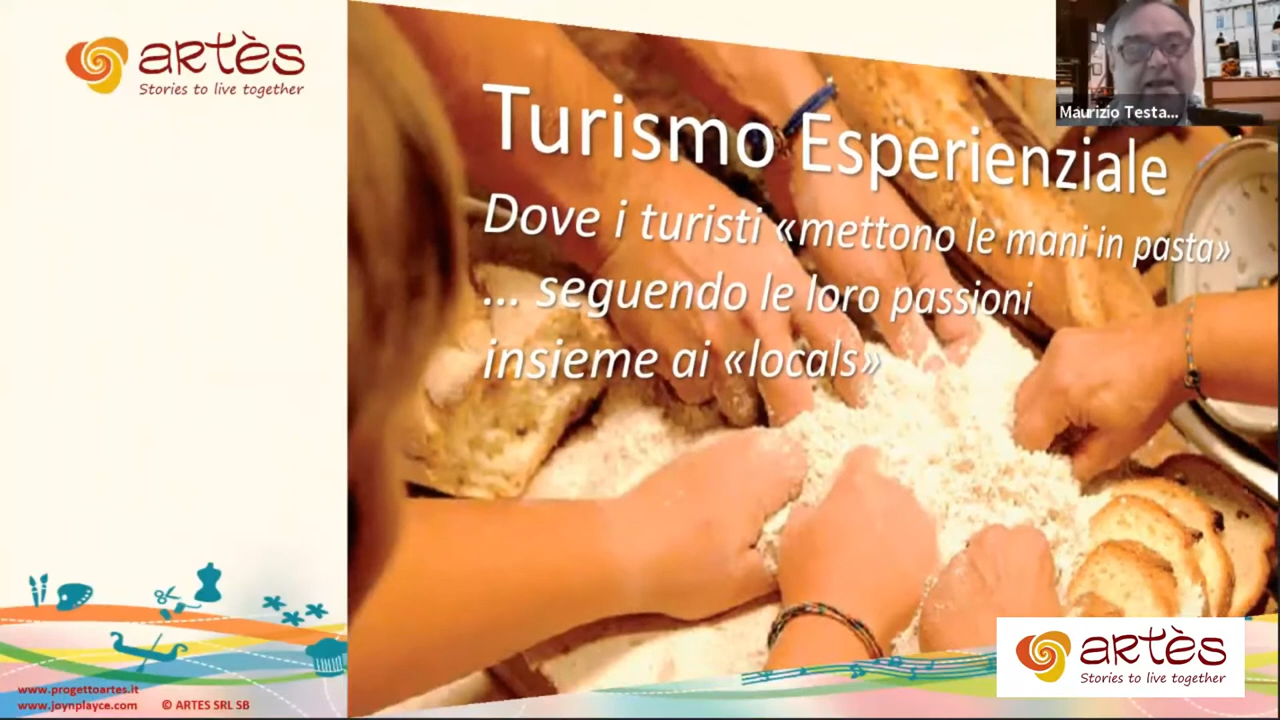 artès
Stories to live together
Turismo Esperienziale
Dove i turisti «mettono le mani in pasta»
... seguendo le loro passioni
insieme ai «locals»
Maurizio Testa...
www.progettoartes.it
www.joynplayce.com © ARTES SRL SB
artès
Stories to live together